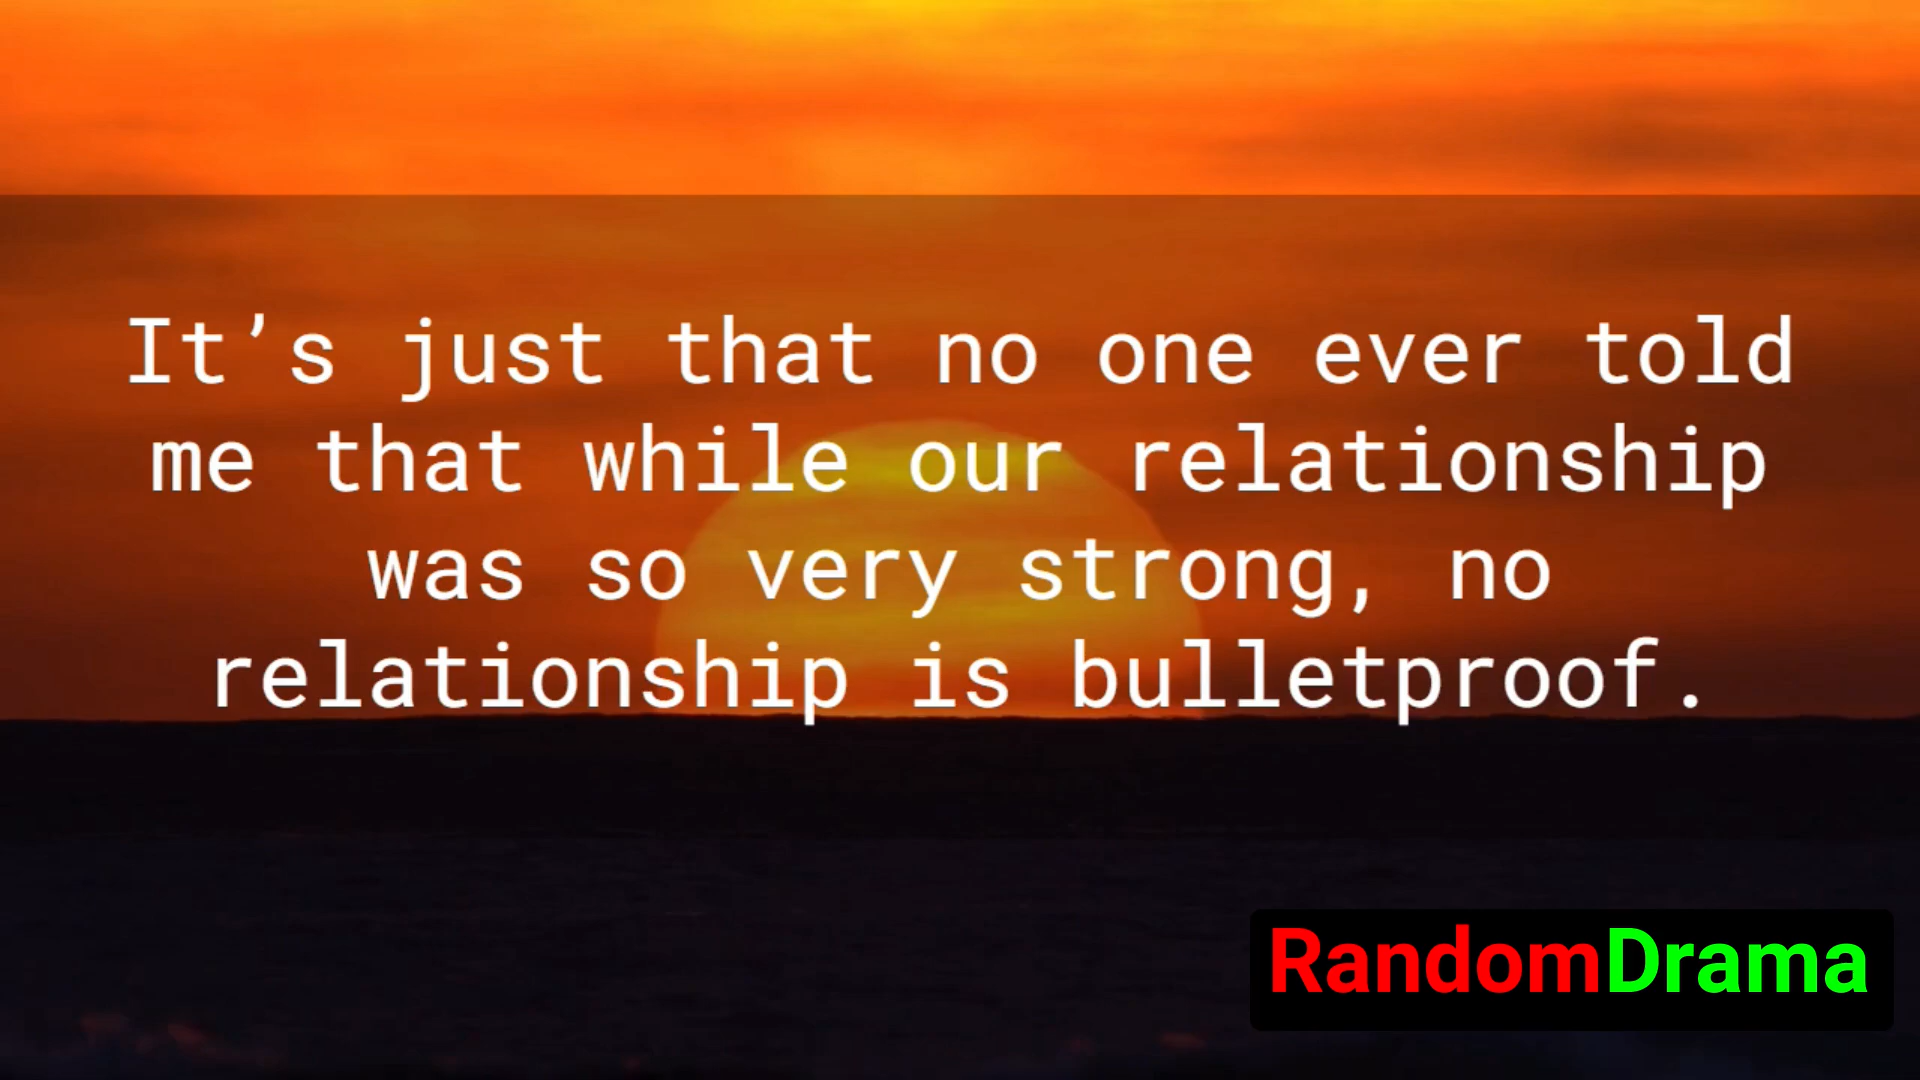 It’s just that no one ever told
me that while our relationship
was so very strong, no
relationship is bulletproof.
RandomDrama